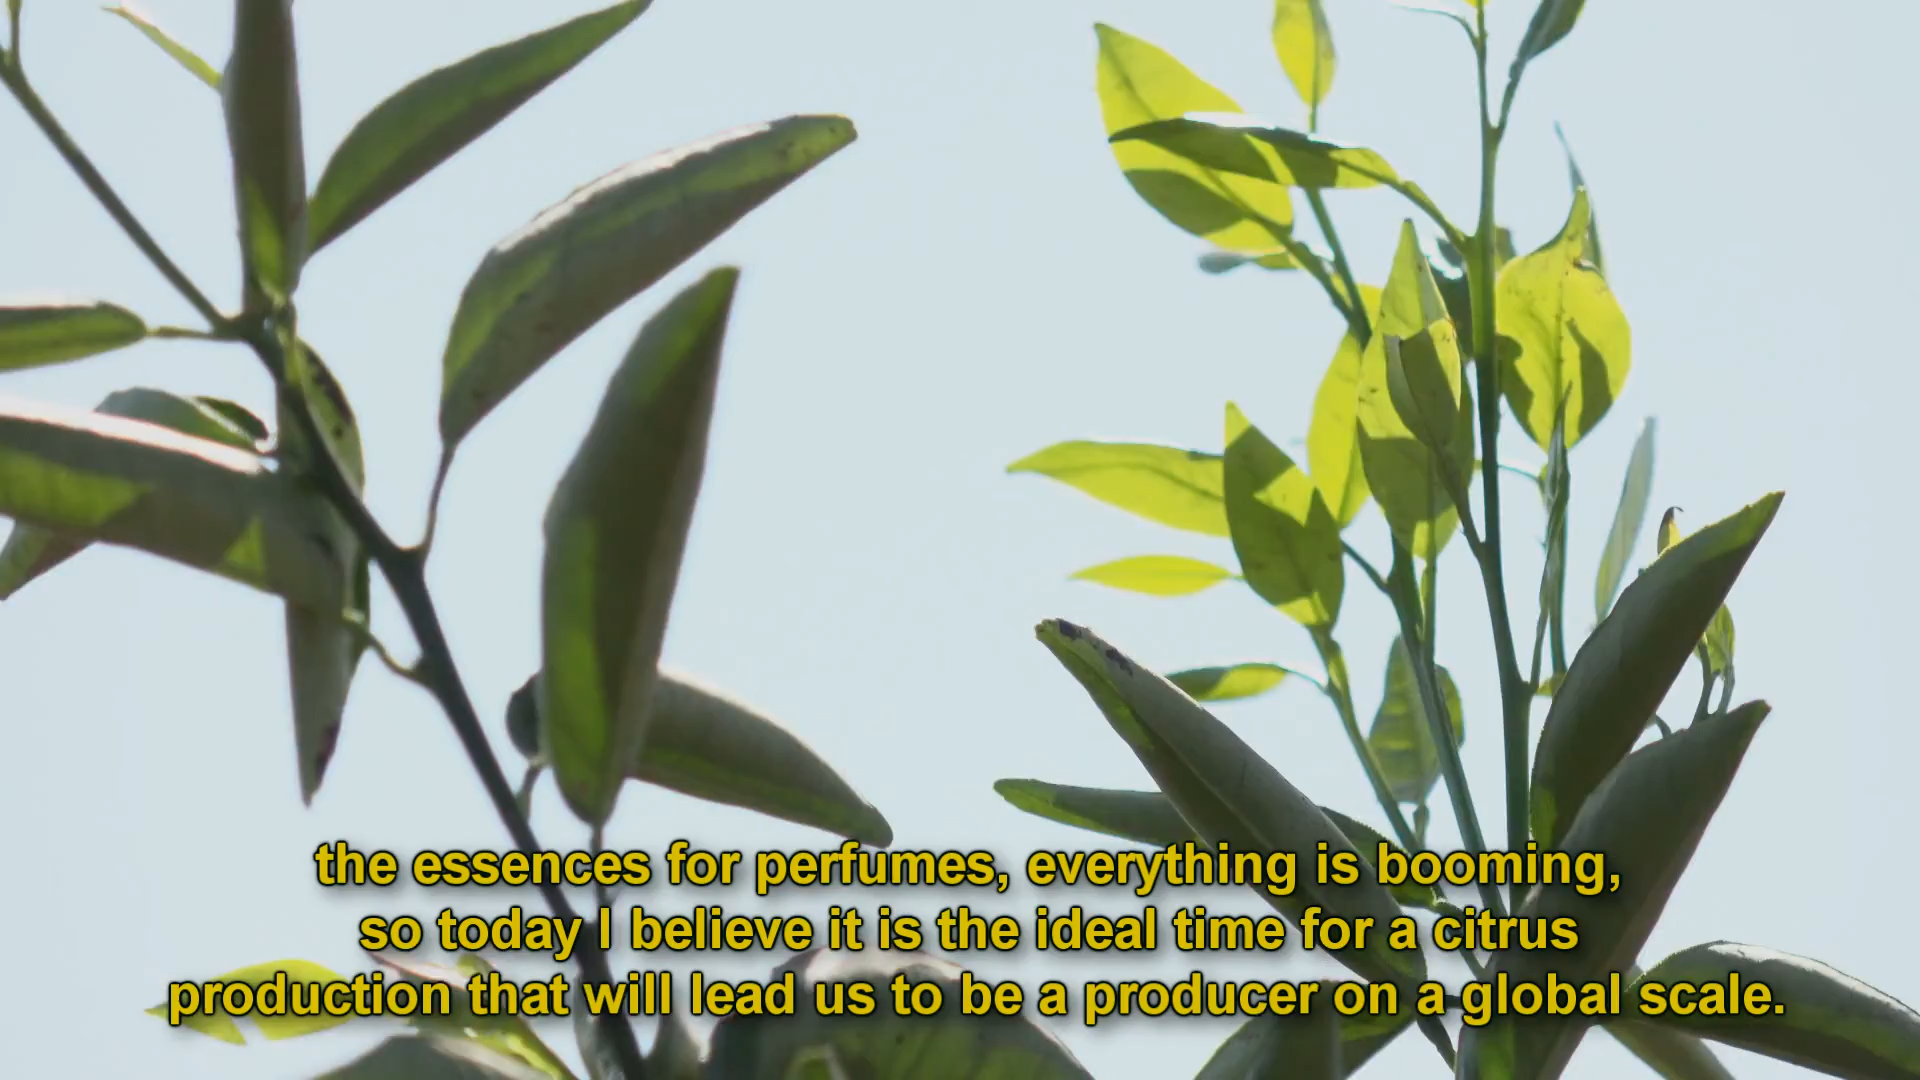 the essences for perfumes, everything is booming,
so today I believe it is the ideal time for a citrus
production that will lead us to be a producer on a global scale.